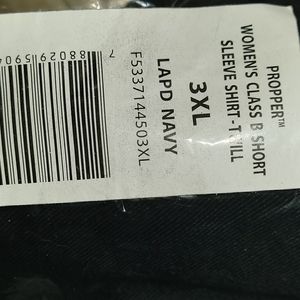 PROPPER™
WOMEN'S CLASS B SHORT
SLEEVE SHIRT-TWILL
3XL
LAPD NAVY
F5337144503XL